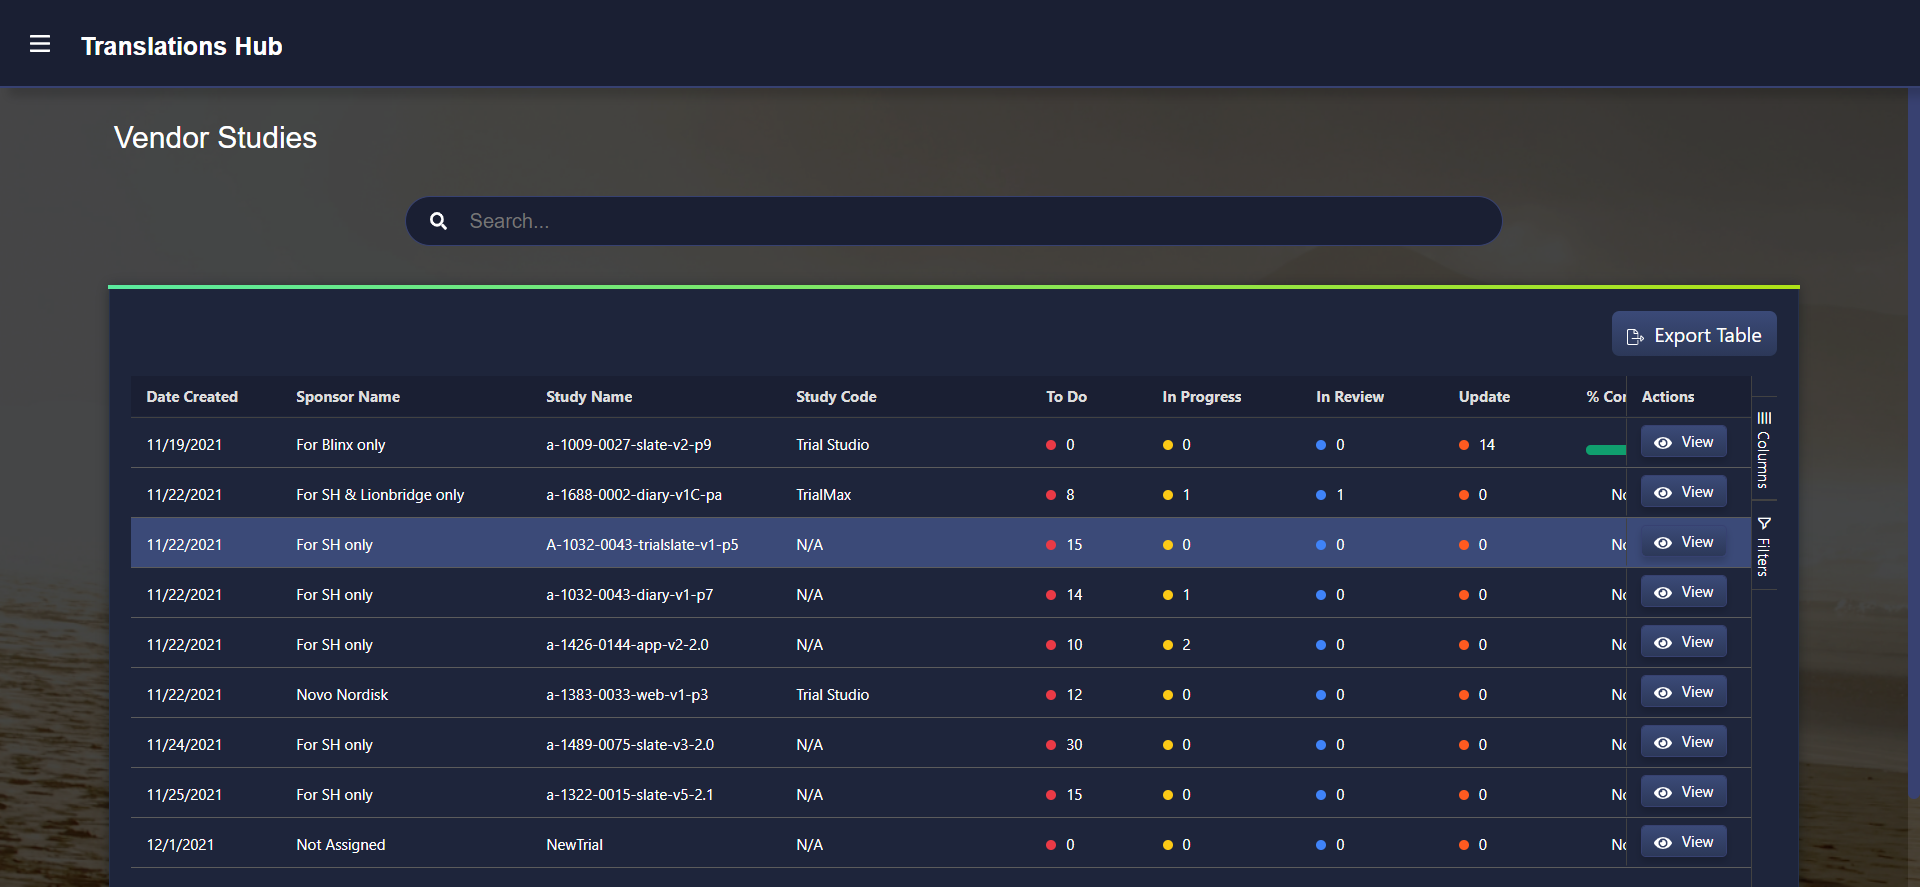 Translations Hub
Vendor Studies
Search...
Export Table
Date Created Sponsor Name Study Name Study Code To Do In Progress In Review Update % Actions
11/19/2021 For Blinx only a-1009-0027-slate-v2-p9 Trial Studio 0 0 0 14 View
11/22/2021 For SH & Lionbridge only a-1688-0002-diary-v1C-pa TrialMax 8 1 1 0 View
11/22/2021 For SH only A-1032-0043-trialslate-v1-p5 N/A 15 0 0 0 View
11/22/2021 For SH only a-1032-0043-diary-v1-p7 N/A 14 1 0 0 View
11/22/2021 For SH only a-1426-0144-app-v2-2.0 N/A 10 2 0 0 View
11/22/2021 Novo Nordisk a-1383-0033-web-v1-p3 Trial Studio 12 0 0 0 View
11/24/2021 For SH only a-1489-0075-slate-v3-2.0 N/A 30 0 0 0 View
11/25/2021 For SH only a-1322-0015-slate-v5-2.1 N/A 15 0 0 0 View
12/1/2021 Not Assigned NewTrial N/A 0 0 0 0 View
Columns
Filters